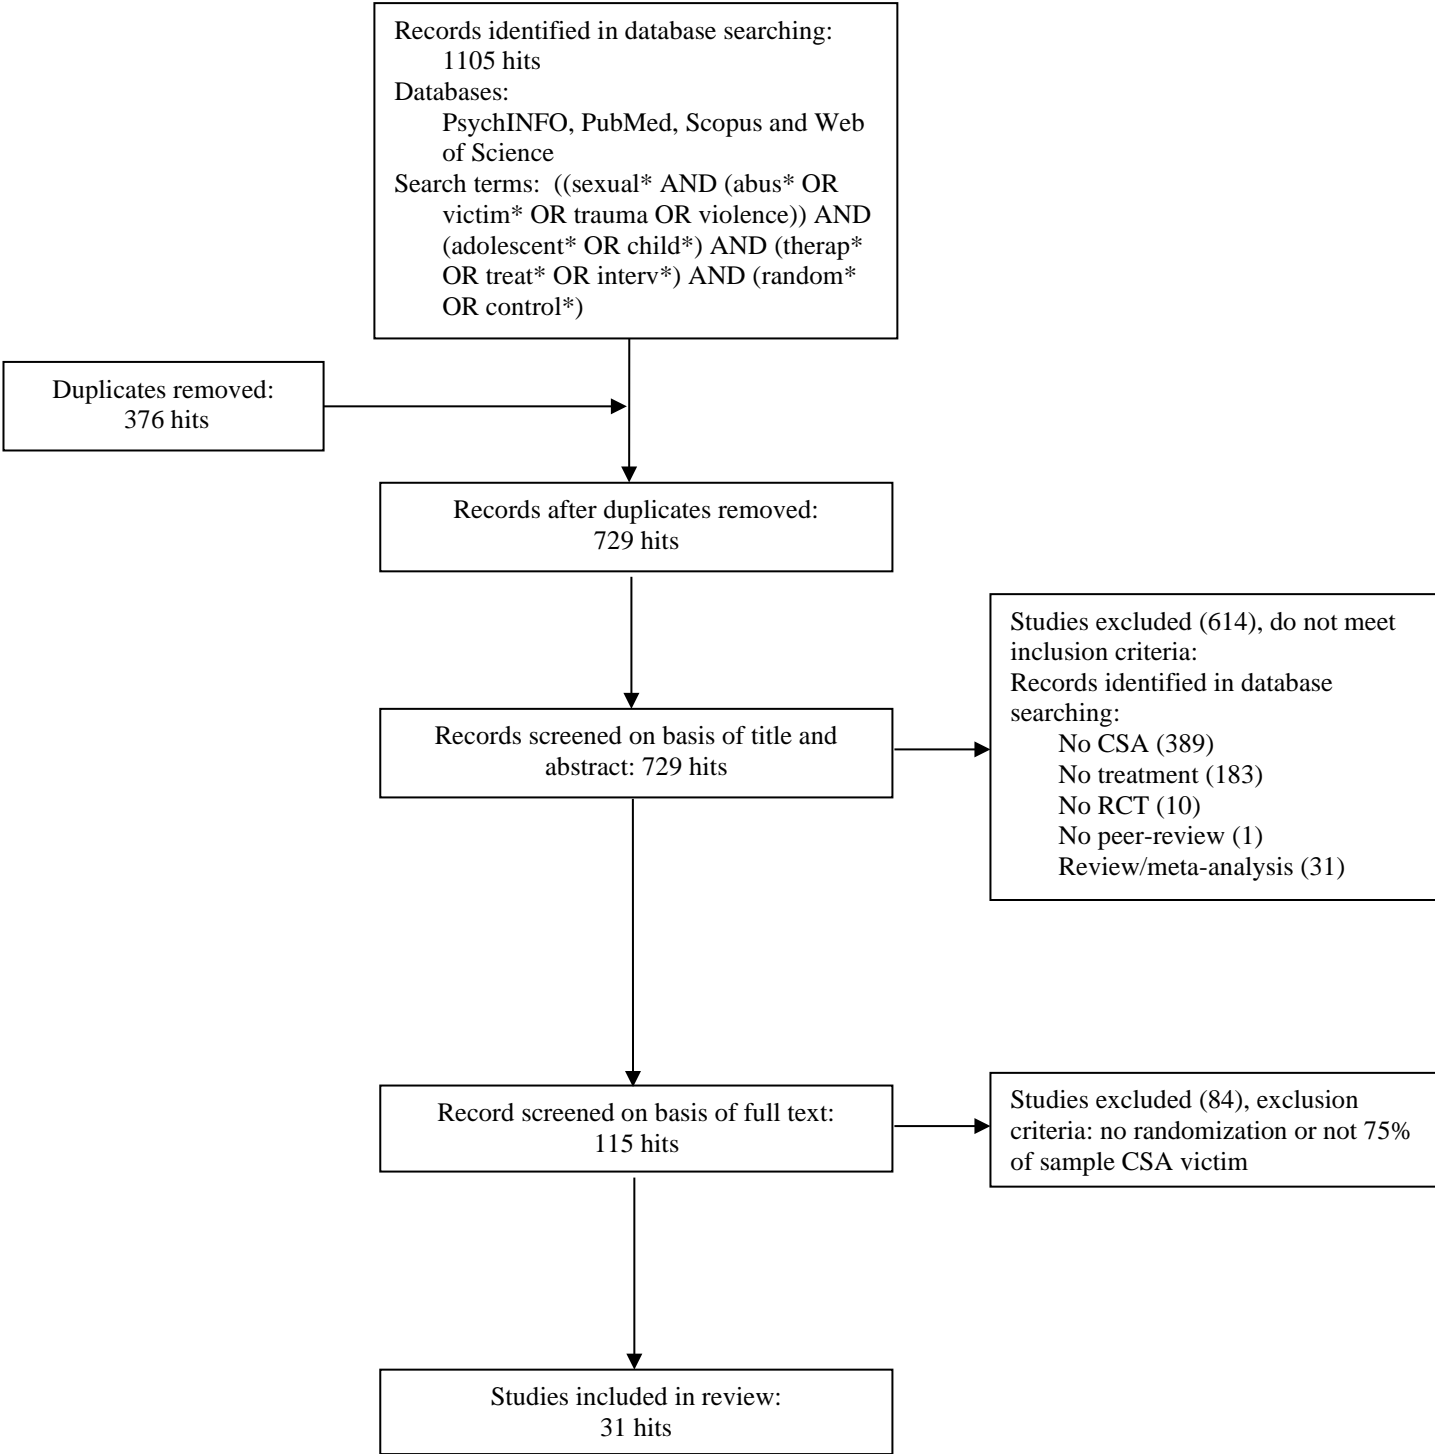 Records identified in database searching:
1105 hits
Databases:
PsychINFO, PubMed, Scopus and Web
of Science
Search terms: ((sexual* AND (abus* OR
victim* OR trauma OR violence)) AND
(adolescent* OR child*) AND (therap*
OR treat* OR interv*) AND (random*
OR control*)
Duplicates removed:
376 hits
Records after duplicates removed:
729 hits
Records screened on basis of title and
abstract: 729 hits
Studies excluded (614), do not meet
inclusion criteria:
Records identified in database
searching:
No CSA (389)
No treatment (183)
No RCT (10)
No peer-review (1)
Review/meta-analysis (31)
Record screened on basis of full text:
115 hits
Studies excluded (84), exclusion
criteria: no randomization or not 75%
of sample CSA victim
Studies included in review:
31 hits